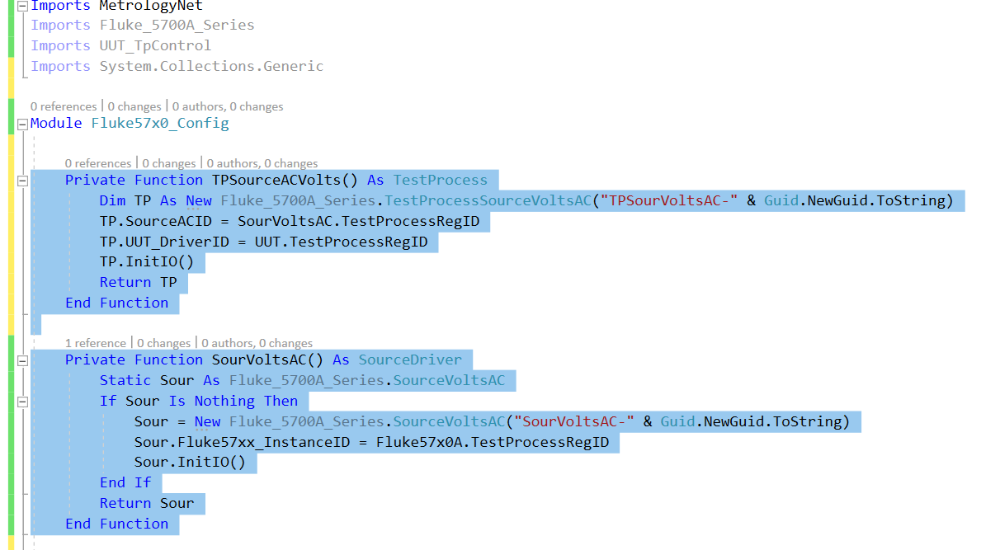 Imports MetrologyNet
Imports Fluke_5700A_Series
Imports UUT_TpControl
Imports System.Collections.Generic
0 references | 0 changes | 0 authors, 0 changes
Module Fluke57x0_Config
0 references | 0 changes | 0 authors, 0 changes
Private Function TPSourceACVolts() As TestProcess
Dim TP As New Fluke_5700A_Series.TestProcessSourceVoltsAC("TPSourVoltsAC-" & Guid.NewGuid.ToString)
TP.SourceACID = SourVoltsAC.TestProcessRegID
TP.UUT_DriverID = UUT.TestProcessRegID
TP.InitIO()
Return TP
End Function
1 reference | 0 changes | 0 authors, 0 changes
Private Function SourVoltsAC() As SourceDriver
Static Sour As Fluke_5700A_Series.SourceVoltsAC
If Sour Is Nothing Then
Sour = New Fluke_5700A_Series.SourceVoltsAC("SourVoltsAC-" & Guid.NewGuid.ToString)
Sour.Fluke57xx_InstanceID = Fluke57x0A.TestProcessRegID
Sour.InitIO()
End If
Return Sour
End Function